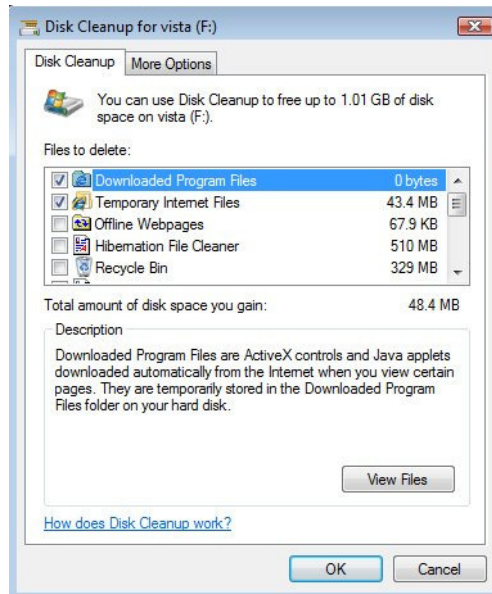 Disk Cleanup for vista (F:)
Disk Cleanup
More Options
You can use Disk Cleanup to free up to 1.01 GB of disk
space on vista (F:).
Files to delete:
Downloaded Program Files 0 bytes
Temporary Internet Files 43.4 MB
Offline Webpages 67.9 KB
Hibernation File Cleaner 510 MB
Recycle Bin 329 MB
Total amount of disk space you gain: 48.4 MB
Description
Downloaded Program Files are ActiveX controls and Java applets
downloaded automatically from the Internet when you view certain
pages. They are temporarily stored in the Downloaded Program
Files folder on your hard disk.
View Files
How does Disk Cleanup work?
OK
Cancel